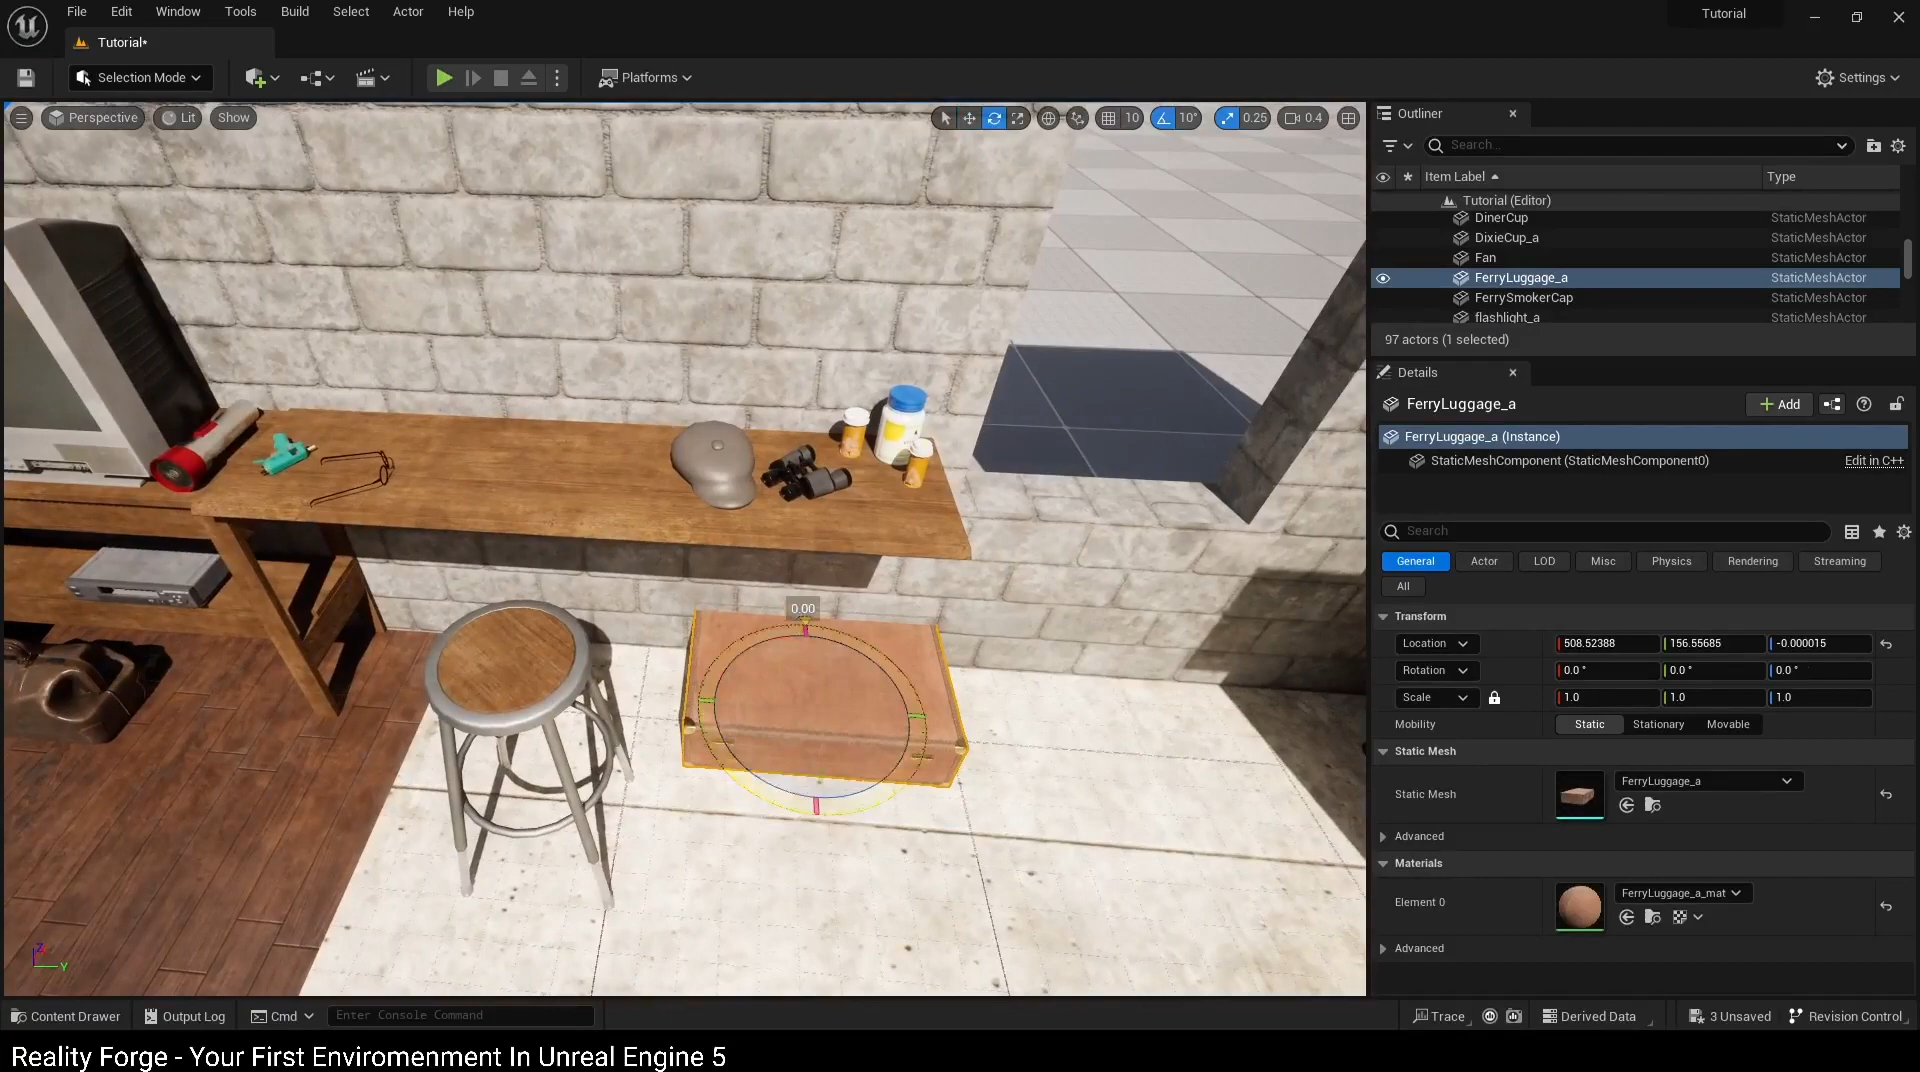 File Edit Window Tools Build Select Actor Help
Tutorial
Tutorial*
Selection Mode
Platforms
Settings
Perspective
Lit
Show
10
10°
0.25
0.4
Outliner
Search...
Item Label
Type
Tutorial (Editor)
DinerCup StaticMeshActor
DixieCup_a StaticMeshActor
Fan StaticMeshActor
FerryLuggage_a StaticMeshActor
FerrySmokerCap StaticMeshActor
flashlight_a StaticMeshActor
97 actors (1 selected)
Details
FerryLuggage_a
Add
FerryLuggage_a (Instance)
StaticMeshComponent (StaticMeshComponent0)
Edit in C++
Search
General Actor LOD Misc Physics Rendering Streaming
All
Transform
Location 508.52388 156.55685 -0.000015
Rotation 0.0 ° 0.0 ° 0.0 °
Scale 1.0 1.0 1.0
Mobility Static Stationary Movable
Static Mesh
Static Mesh FerryLuggage_a
Advanced
Materials
Element 0 FerryLuggage_a_mat
Advanced
0.00
Z
Y
Content Drawer
Output Log
Cmd
Enter Console Command
Trace
Derived Data
3 Unsaved
Revision Control
Reality Forge - Your First Enviromenment In Unreal Engine 5